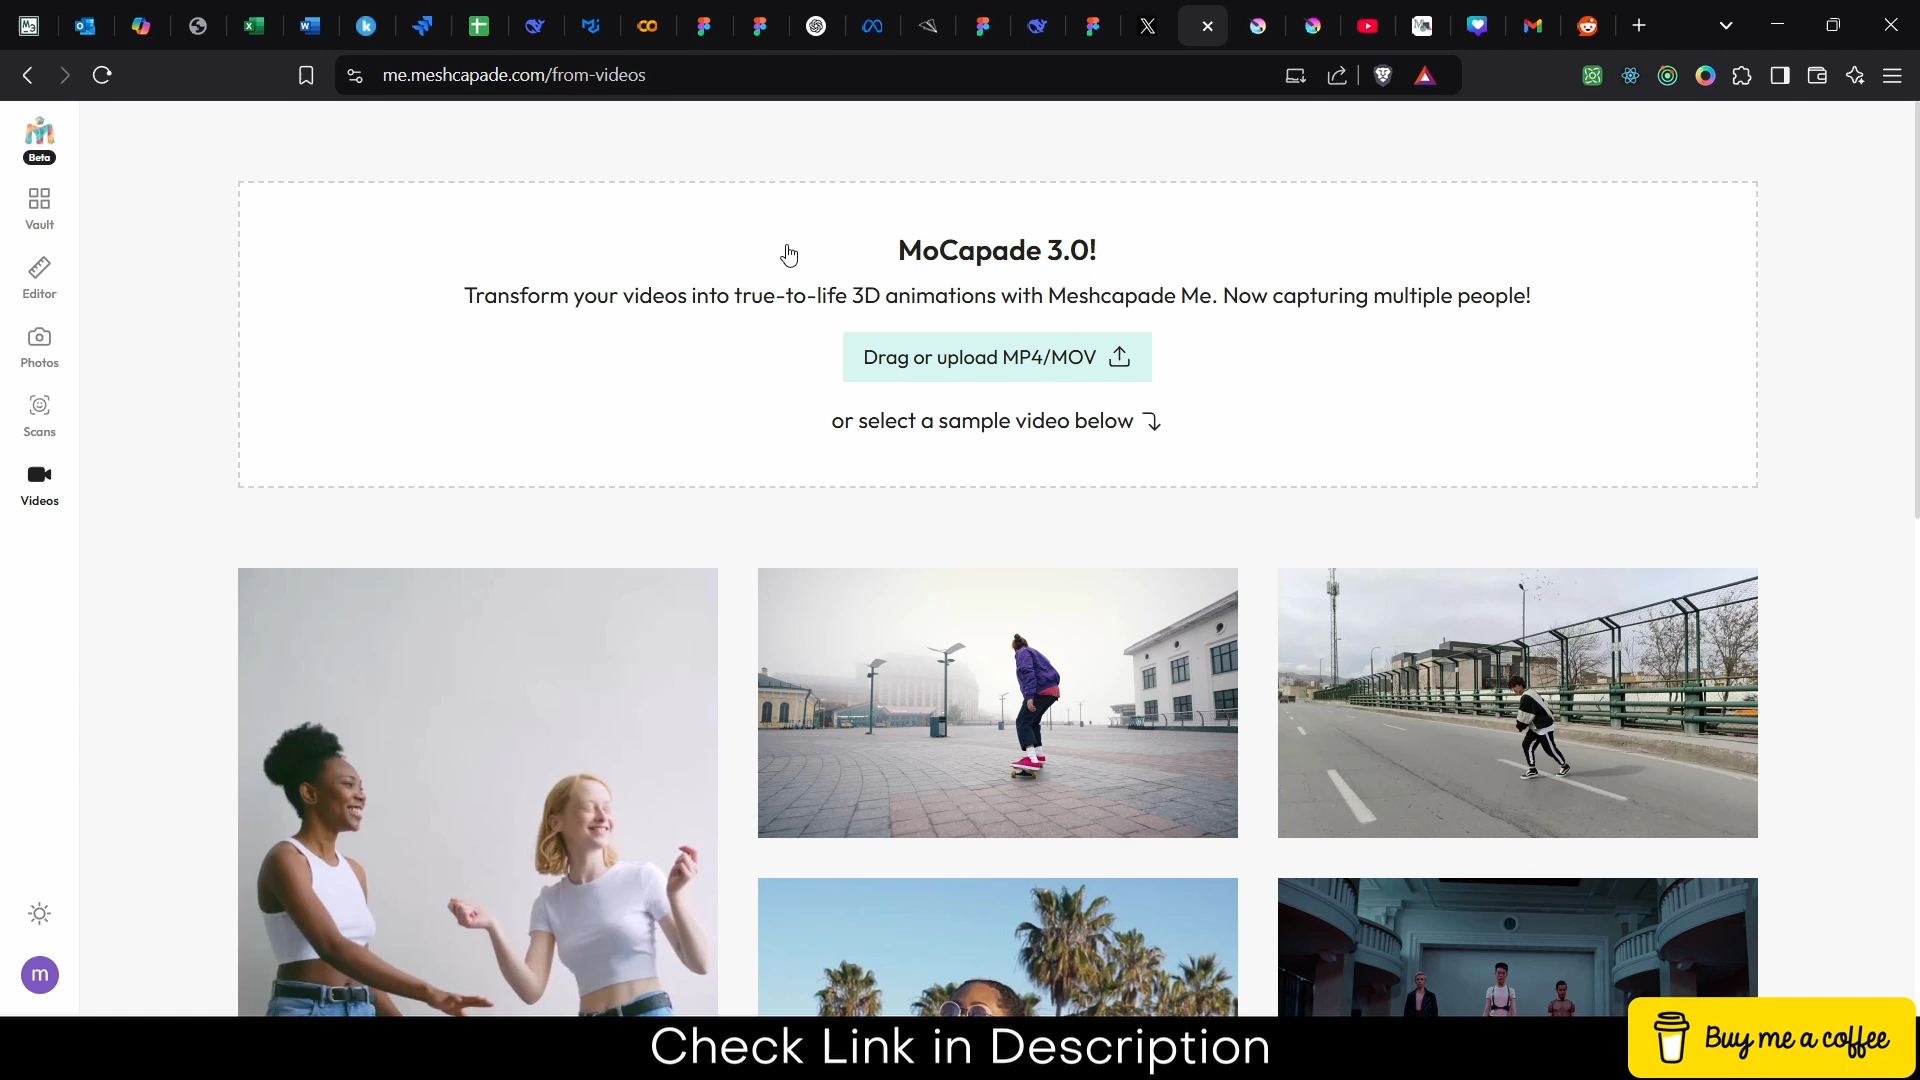 me.meshcapade.com/from-videos
Beta
Vault
Editor
Photos
Scans
Videos
m
MoCapade 3.0!
Transform your videos into true-to-life 3D animations with Meshcapade Me. Now capturing multiple people!
Drag or upload MP4/MOV
or select a sample video below
Check Link in Description
Buy me a coffee